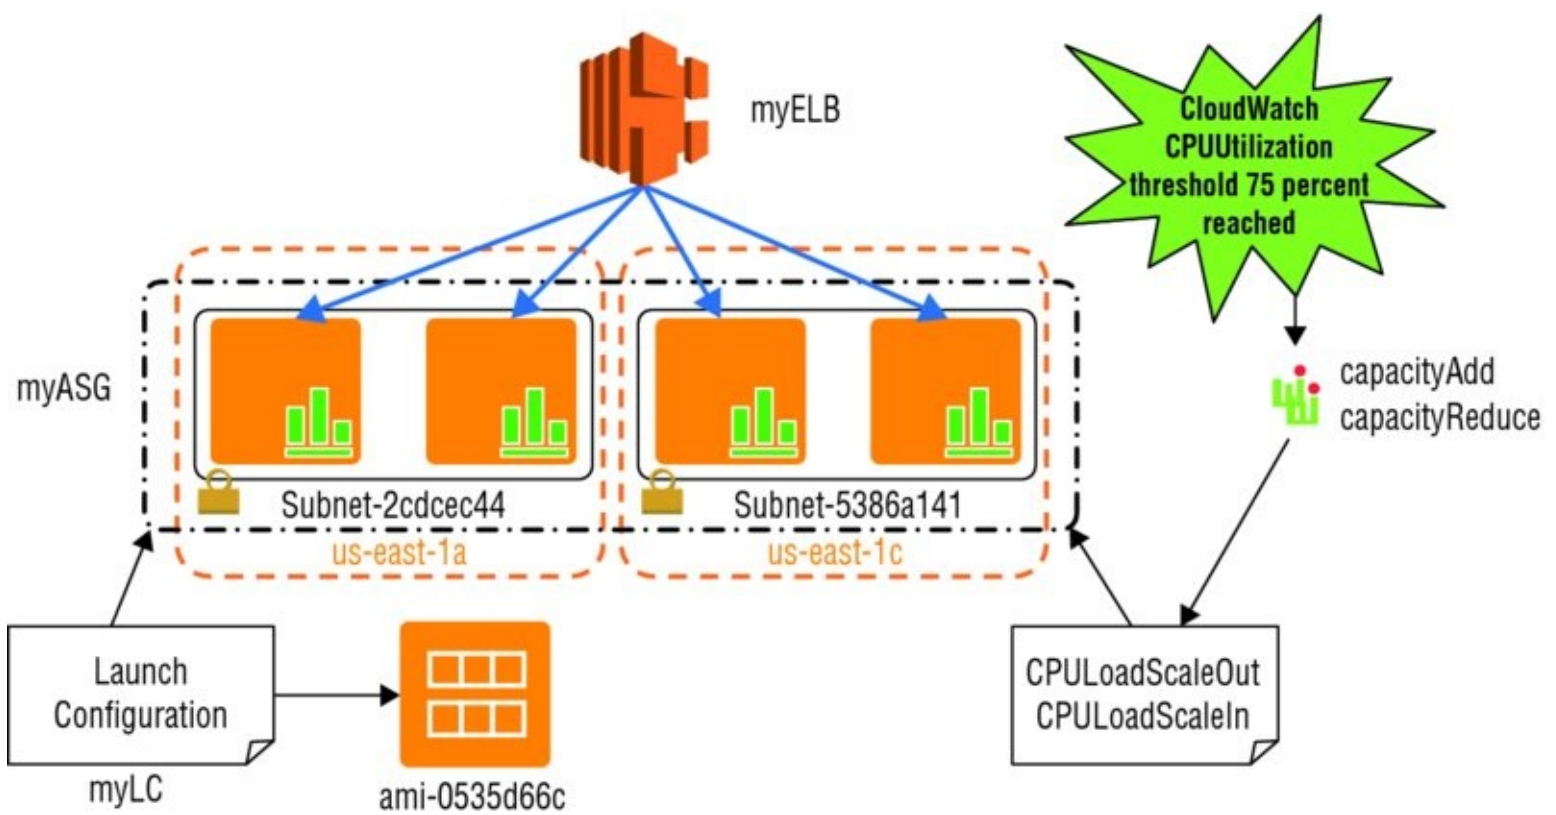 myELB
CloudWatch
CPUUtilization
threshold 75 percent
reached
myASG
capacityAdd
capacityReduce
Subnet-2cdcec44
Subnet-5386a141
us-east-1a
us-east-1c
Launch
Configuration
myLC
ami-0535d66c
CPULoadScaleOut
CPULoadScaleIn